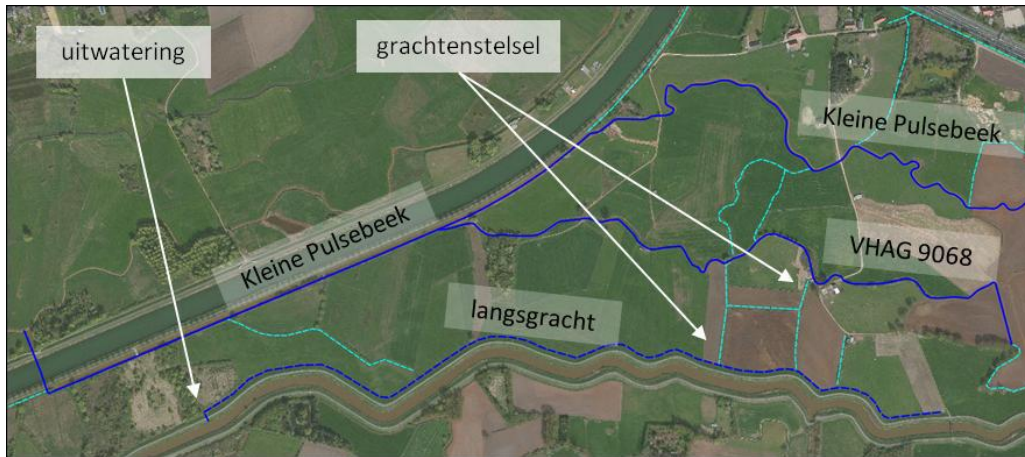 uitwatering
grachtenstelsel
Kleine Pulsebeek
Kleine Pulsebeek
VHAG 9068
langsgracht